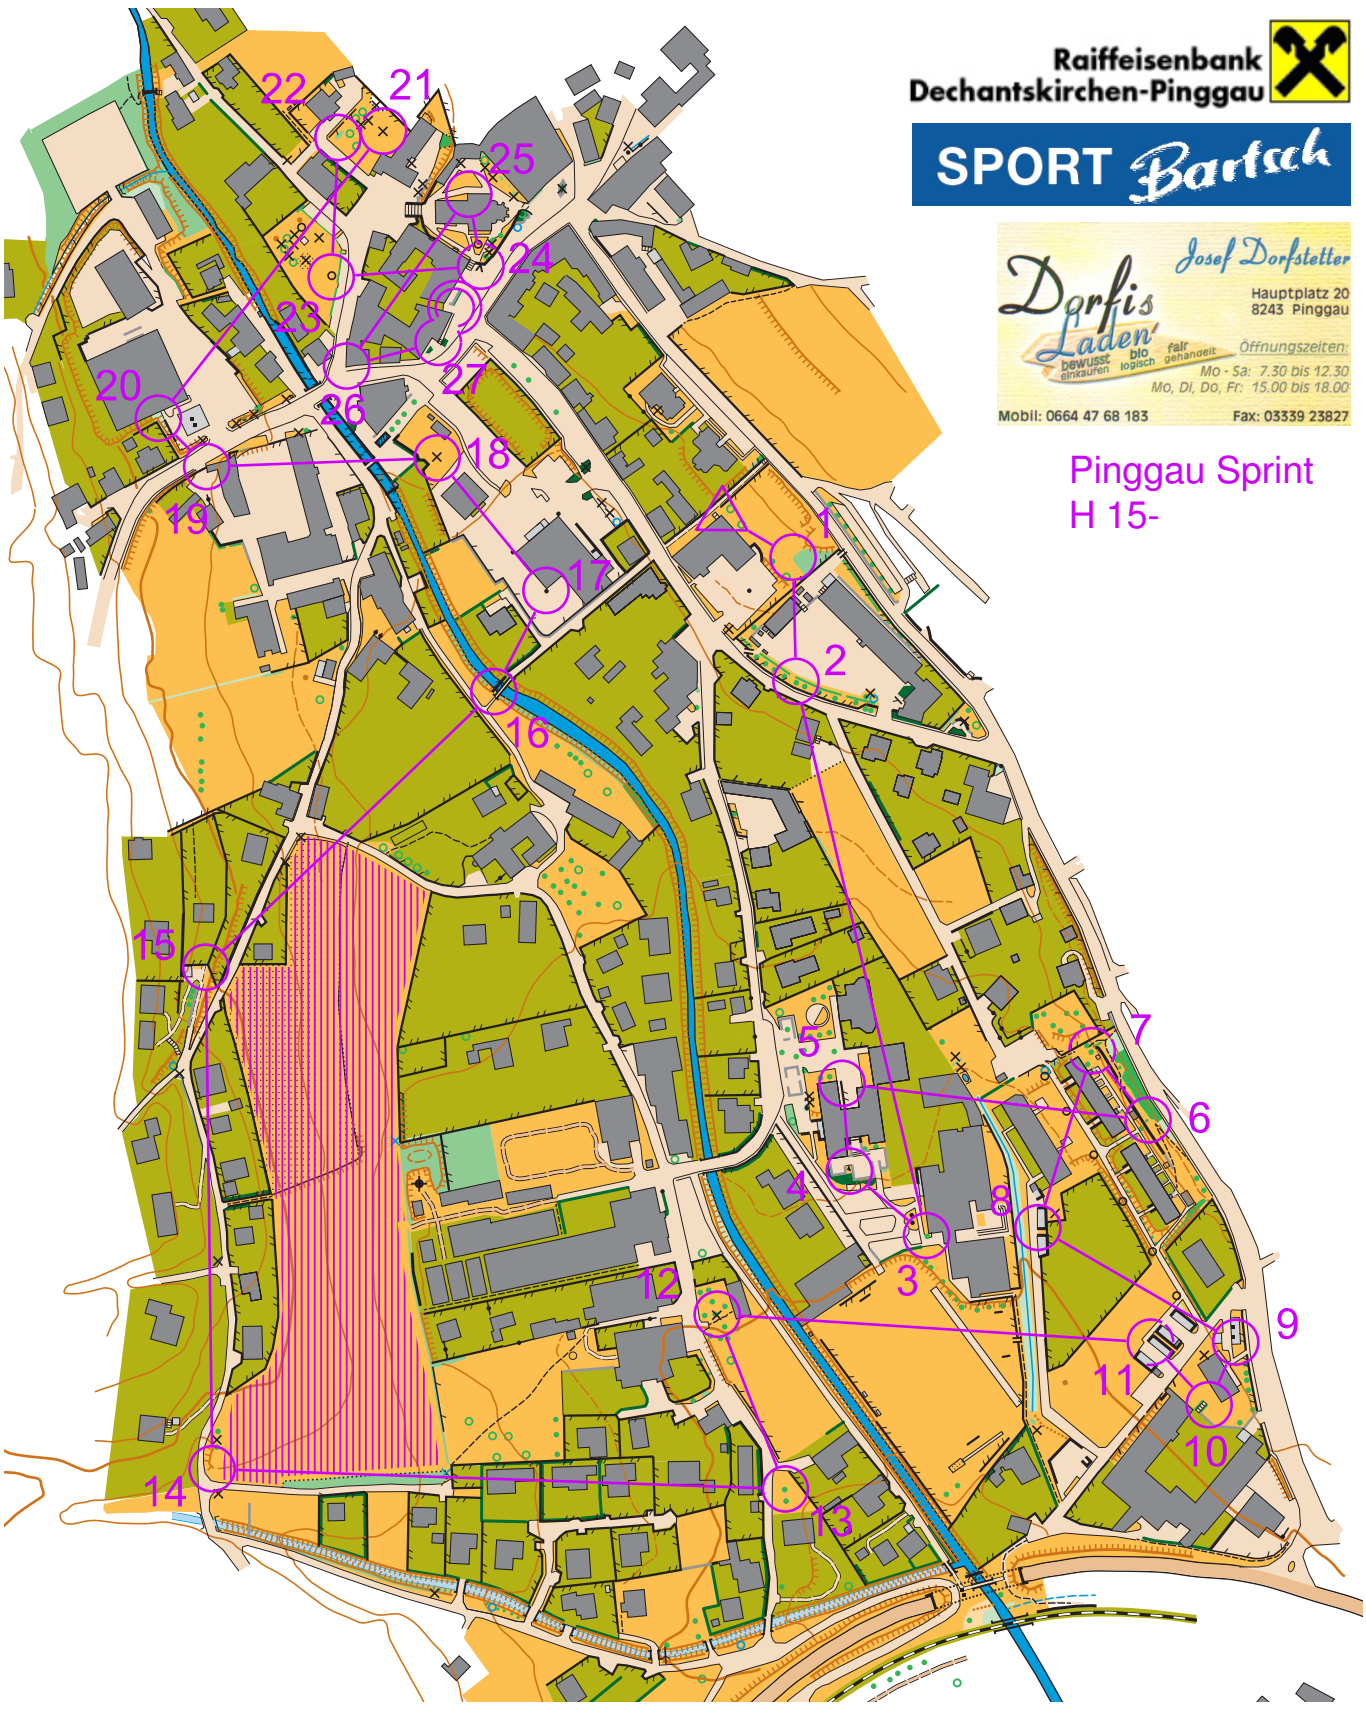 Raiffeisenbank
Dechantskirchen-Pinggau
SPORT Bartsch
Josef Dorfstetter
Dorfis
Laden
bewusst einkaufen
bio logisch
fair gehandelt
Hauptplatz 20
8243 Pinggau
Öffnungszeiten:
Mo - Sa: 7.30 bis 12.30
Mo, Di, Do, Fr: 15.00 bis 18.00
Mobil: 0664 47 68 183
Fax: 03339 23827
Pinggau Sprint
H 15-
22
21
25
24
23
20
26
27
18
19
17
1
2
16
15
5
7
6
4
8
3
12
9
11
10
14
13